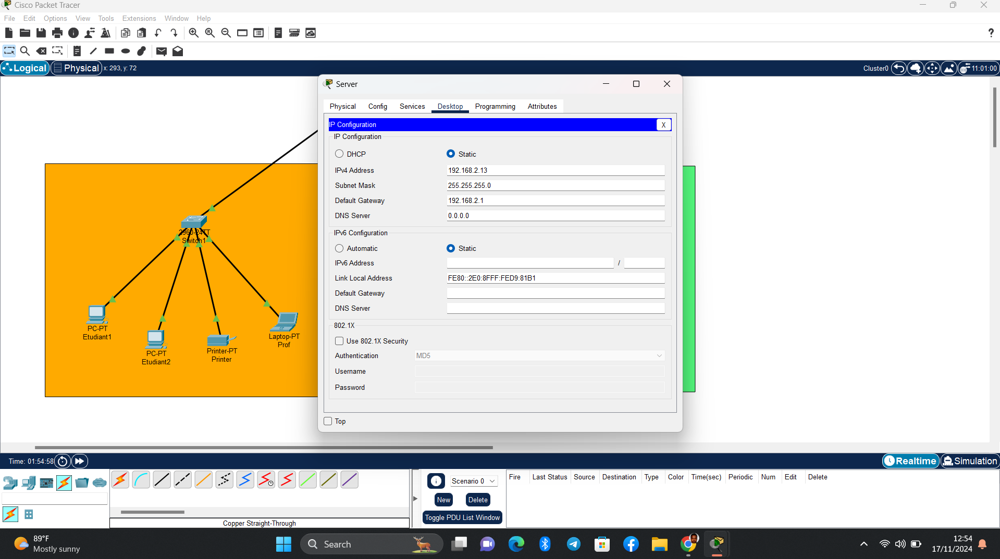 Cisco Packet Tracer
File Edit Options View Tools Extensions Window Help
Logical Physical x: 293, y: 72
Cluster0 11:01:00
2960-24TT
Switch1
PC-PT
Etudiant1
PC-PT
Etudiant2
Printer-PT
Printer
Laptop-PT
Prof
Server
Physical Config Services Desktop Programming Attributes
IP Configuration X
IP Configuration
DHCP Static
IPv4 Address 192.168.2.13
Subnet Mask 255.255.255.0
Default Gateway 192.168.2.1
DNS Server 0.0.0.0
IPv6 Configuration
Automatic Static
IPv6 Address /
Link Local Address FE80::2E0:8FFF:FED9:81B1
Default Gateway
DNS Server
802.1X
Use 802.1X Security
Authentication MD5
Username
Password
Top
Time: 01:54:58
Realtime Simulation
Copper Straight-Through
Scenario 0
New Delete
Toggle PDU List Window
Fire Last Status Source Destination Type Color Time(sec) Periodic Num Edit Delete
89°F
Mostly sunny
Search
12:54
17/11/2024